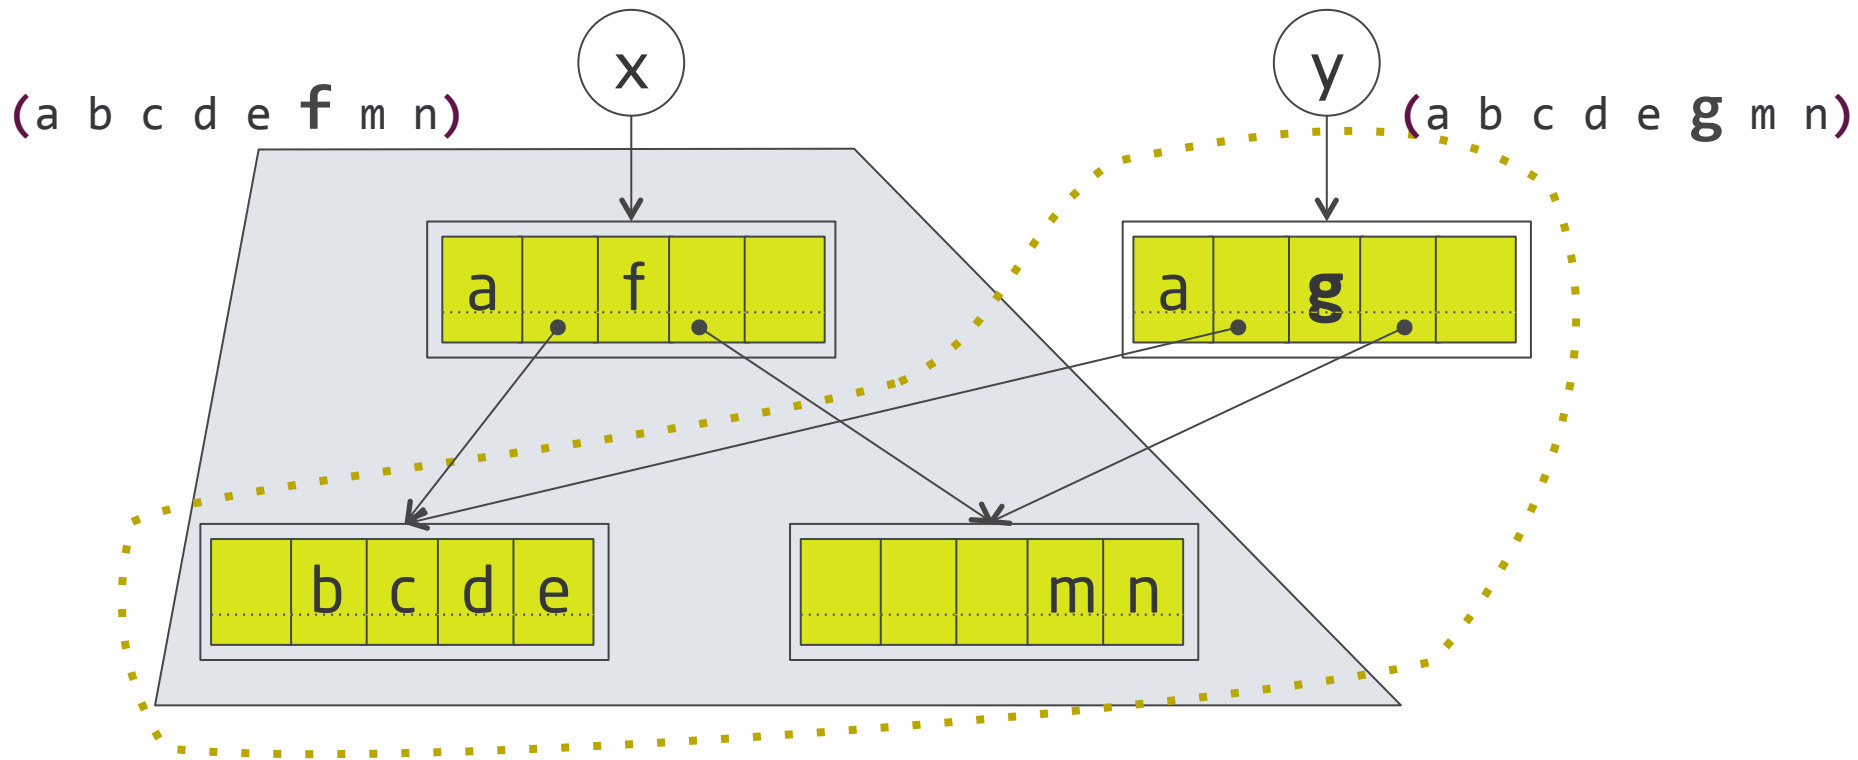 x
y
(a b c d e f m n)
(a b c d e g m n)
a f
a g
b c d e
m n